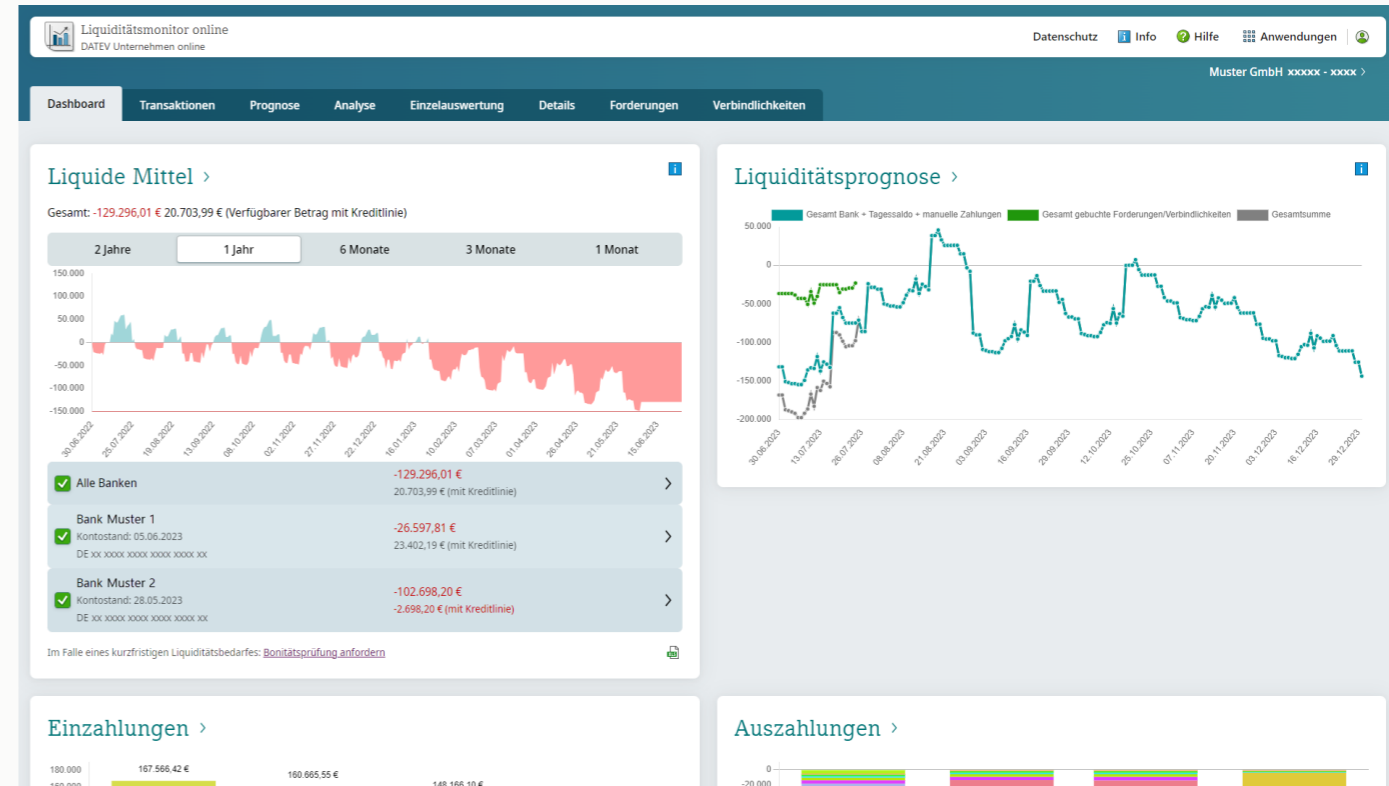 Liquiditätsmonitor online
DATEV Unternehmen online
Datenschutz Info Hilfe Anwendungen
Muster GmbH xxxxx - xxxx >
Dashboard Transaktionen Prognose Analyse Einzelauswertung Details Forderungen Verbindlichkeiten
Liquide Mittel >
Gesamt: -129.296,01 € 20.703,99 € (Verfügbarer Betrag mit Kreditlinie)
2 Jahre 1 Jahr 6 Monate 3 Monate 1 Monat
150.000
100.000
50.000
0
-50.000
-100.000
-150.000
30.06.2022 25.07.2022 19.08.2022 13.09.2022 08.10.2022 02.11.2022 27.11.2022 22.12.2022 16.01.2023 10.02.2023 07.03.2023 01.04.2023 26.04.2023 21.05.2023 15.06.2023
Alle Banken
-129.296,01 €
20.703,99 € (mit Kreditlinie)
Bank Muster 1
Kontostand: 05.06.2023
DE xx xxxx xxxx xxxx xxxx xx
-26.597,81 €
23.402,19 € (mit Kreditlinie)
Bank Muster 2
Kontostand: 28.05.2023
DE xx xxxx xxxx xxxx xxxx xx
-102.698,20 €
-2.698,20 € (mit Kreditlinie)
Im Falle eines kurzfristigen Liquiditätsbedarfes: Bonitätsprüfung anfordern
Liquiditätsprognose >
Gesamt Bank + Tagessaldo + manuelle Zahlungen Gesamt gebuchte Forderungen/Verbindlichkeiten Gesamtsumme
50.000
0
-50.000
-100.000
-150.000
-200.000
30.06.2023 13.07.2023 26.07.2023 08.08.2023 21.08.2023 03.09.2023 16.09.2023 29.09.2023 12.10.2023 25.10.2023 07.11.2023 20.11.2023 03.12.2023 16.12.2023 29.12.2023
Einzahlungen >
180.000
160.000
167.566,42 €
160.665,55 €
148.166,10 €
Auszahlungen >
0
-20.000